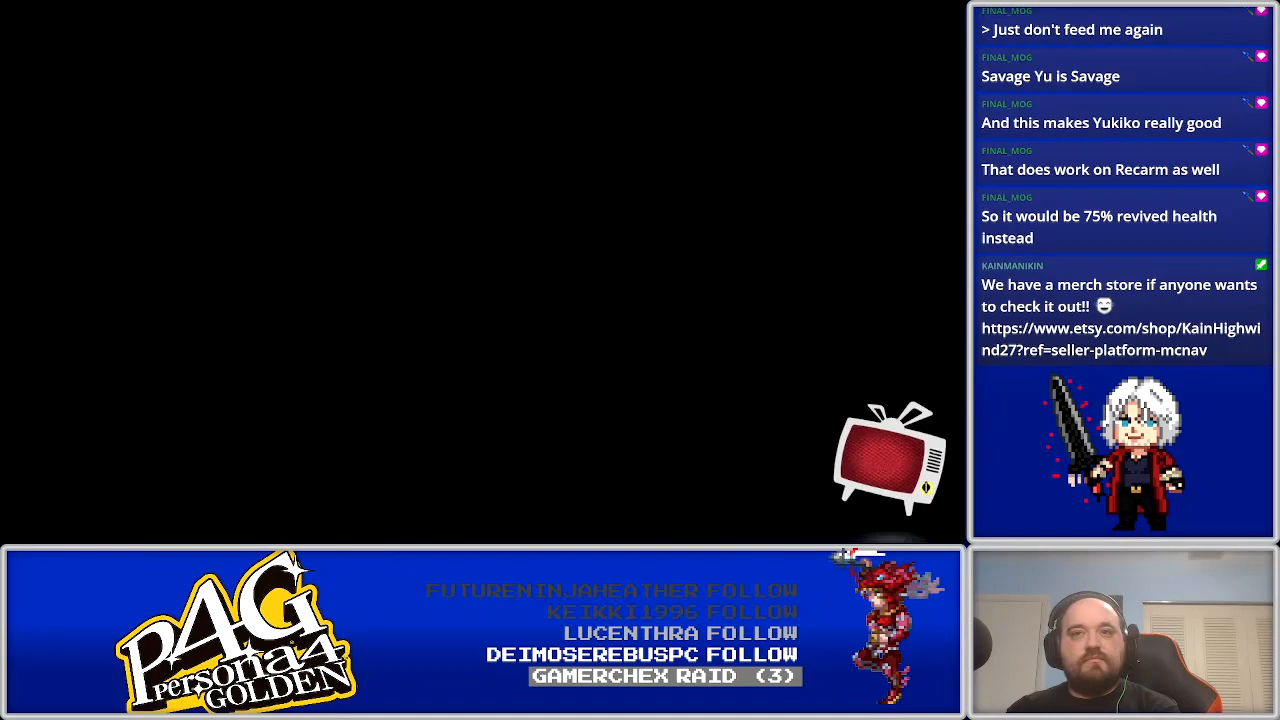 FINAL_MOG
> Just don't feed me again
FINAL_MOG
Savage Yu is Savage
FINAL_MOG
And this makes Yukiko really good
FINAL_MOG
That does work on Recarm as well
FINAL_MOG
So it would be 75% revived health
instead
KAINMANIKIN
We have a merch store if anyone wants
to check it out!!
https://www.etsy.com/shop/KainHighwi
nd27?ref=seller-platform-mcnav
P4G
Persona4
GOLDEN
FUTURENINJAHEATHER FOLLOW
KEIKKI1996 FOLLOW
LUCENTHRA FOLLOW
DEIMOSEREBUSPC FOLLOW
GAMERCHEX RAID (3)